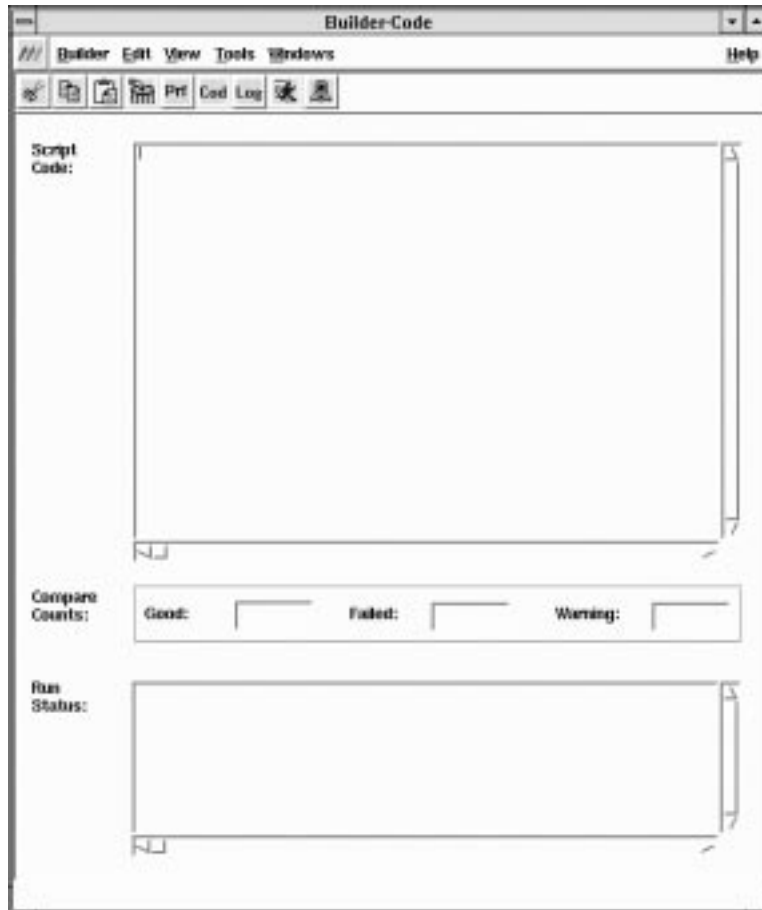 Builder-Code
Builder Edit View Tools Windows Help
Prf Cod Log
Script
Code:
Compare
Counts:
Good: Failed: Warning:
Run
Status: